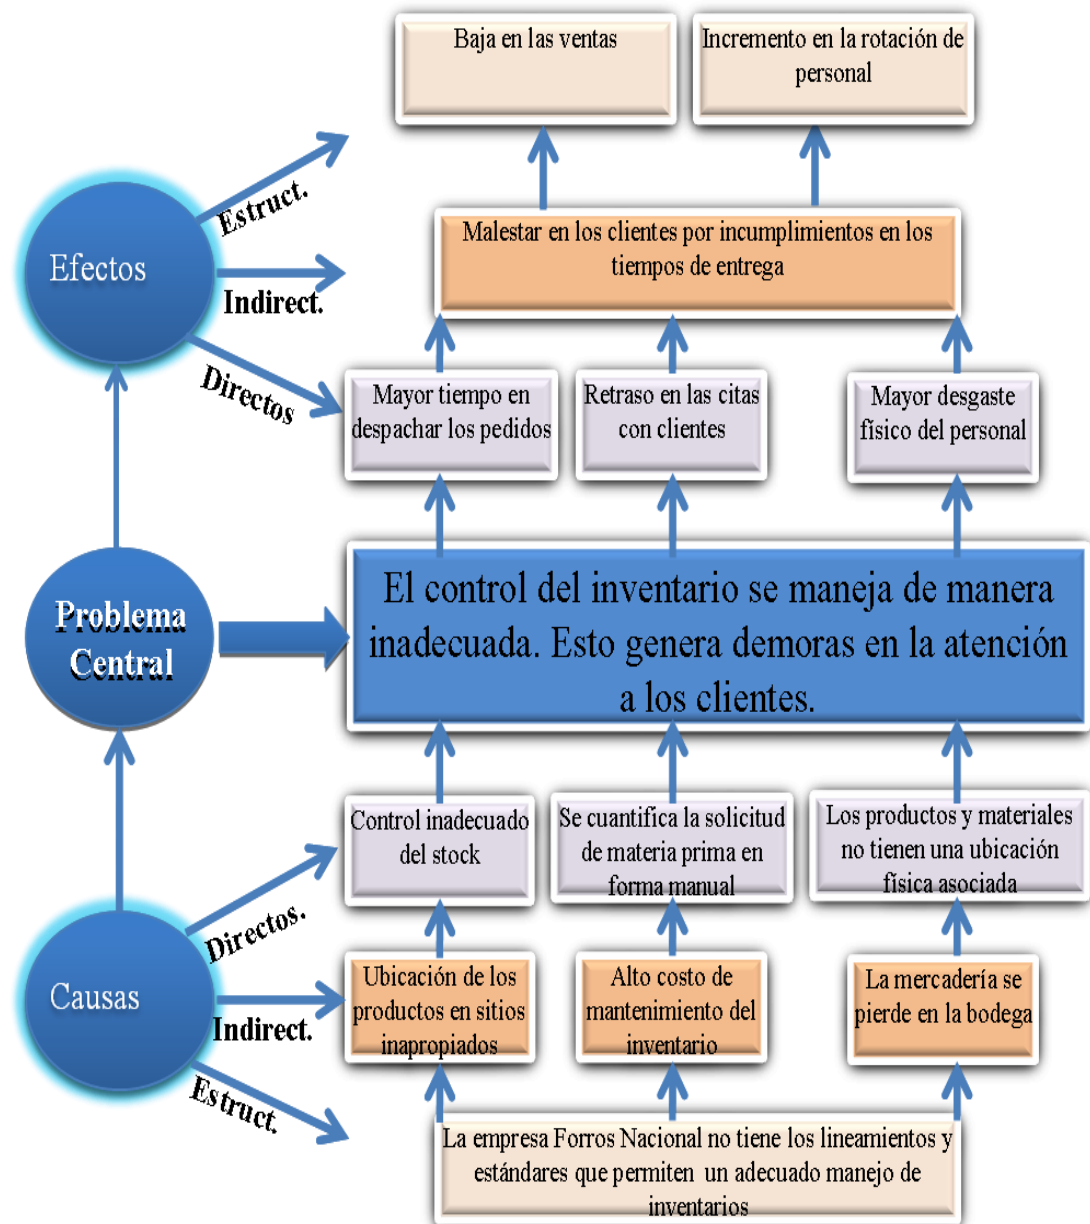 Baja en las ventas
Incremento en la rotación de
personal
Estruct.
Malestar en los clientes por incumplimientos en los
tiempos de entrega
Efectos
Indirect.
Directos
Mayor tiempo en
despachar los pedidos
Retraso en las citas
con clientes
Mayor desgaste
físico del personal
Problema
Central
El control del inventario se maneja de manera
inadecuada. Esto genera demoras en la atención
a los clientes.
Control inadecuado
del stock
Se cuantifica la solicitud
de materia prima en
forma manual
Los productos y materiales
no tienen una ubicación
física asociada
Directos.
Causas
Indirect.
Ubicación de los
productos en sitios
inapropiados
Alto costo de
mantenimiento del
inventario
La mercadería se
pierde en la bodega
Estruct.
La empresa Forros Nacional no tiene los lineamientos y
estándares que permiten un adecuado manejo de
inventarios